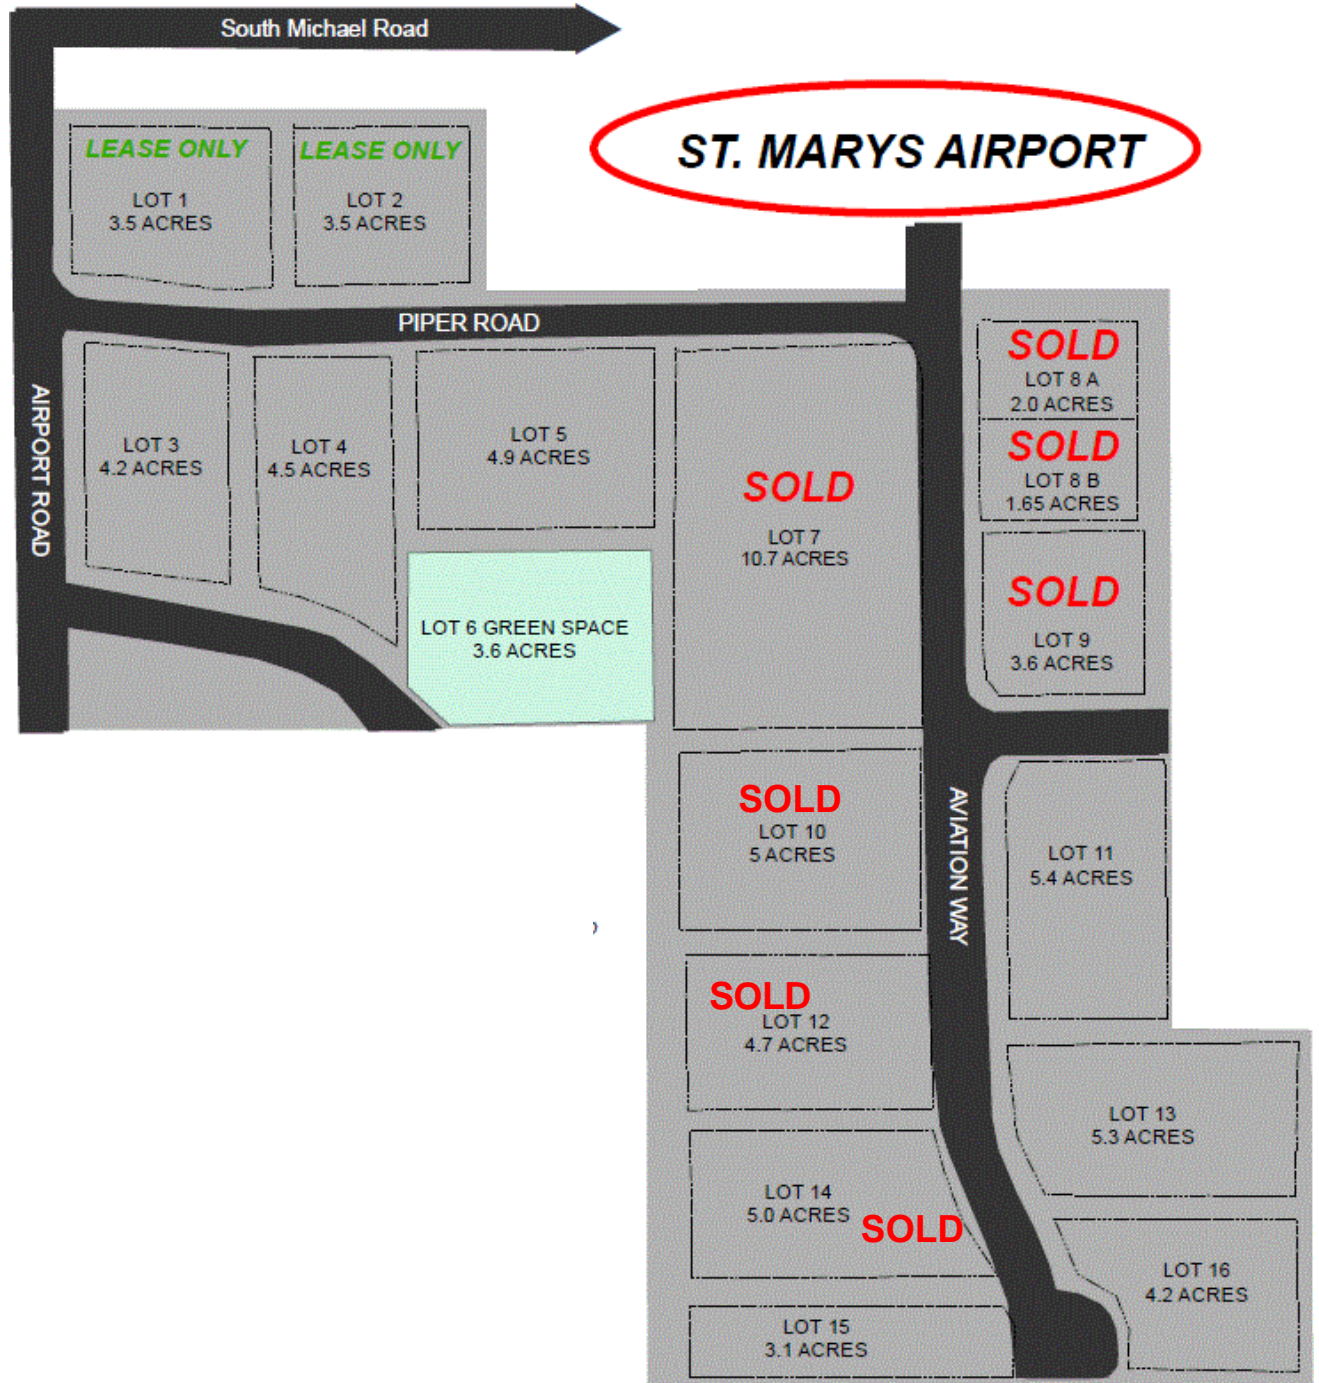 South Michael Road
ST. MARYS AIRPORT
LEASE ONLY
LOT 1
3.5 ACRES
LEASE ONLY
LOT 2
3.5 ACRES
PIPER ROAD
AIRPORT ROAD
LOT 3
4.2 ACRES
LOT 4
4.5 ACRES
LOT 5
4.9 ACRES
LOT 6 GREEN SPACE
3.6 ACRES
SOLD
LOT 7
10.7 ACRES
SOLD
LOT 8 A
2.0 ACRES
SOLD
LOT 8 B
1.65 ACRES
SOLD
LOT 9
3.6 ACRES
SOLD
LOT 10
5 ACRES
AVIATION WAY
LOT 11
5.4 ACRES
SOLD
LOT 12
4.7 ACRES
LOT 13
5.3 ACRES
LOT 14
5.0 ACRES
SOLD
LOT 16
4.2 ACRES
LOT 15
3.1 ACRES